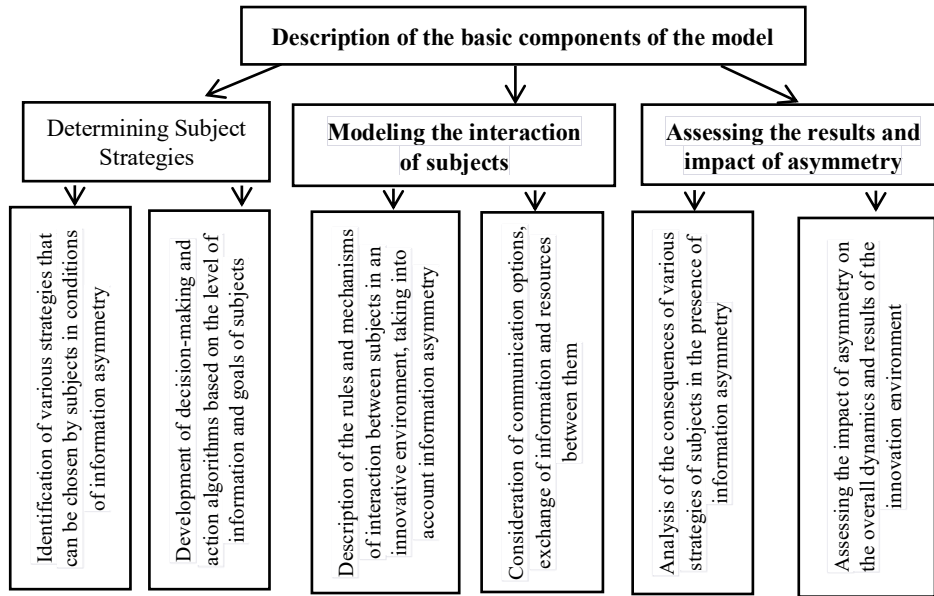 Description of the basic components of the model
Determining Subject
Strategies
Modeling the interaction
of subjects
Assessing the results and
impact of asymmetry
Identification of various strategies that
can be chosen by subjects in conditions
of information asymmetry
Development of decision-making and
action algorithms based on the level of
information and goals of subjects
Description of the rules and mechanisms
of interaction between subjects in an
innovative environment, taking into
account information asymmetry
Consideration of communication options,
exchange of information and resources
between them
Analysis of the consequences of various
strategies of subjects in the presence of
information asymmetry
Assessing the impact of asymmetry on
the overall dynamics and results of the
innovation environment